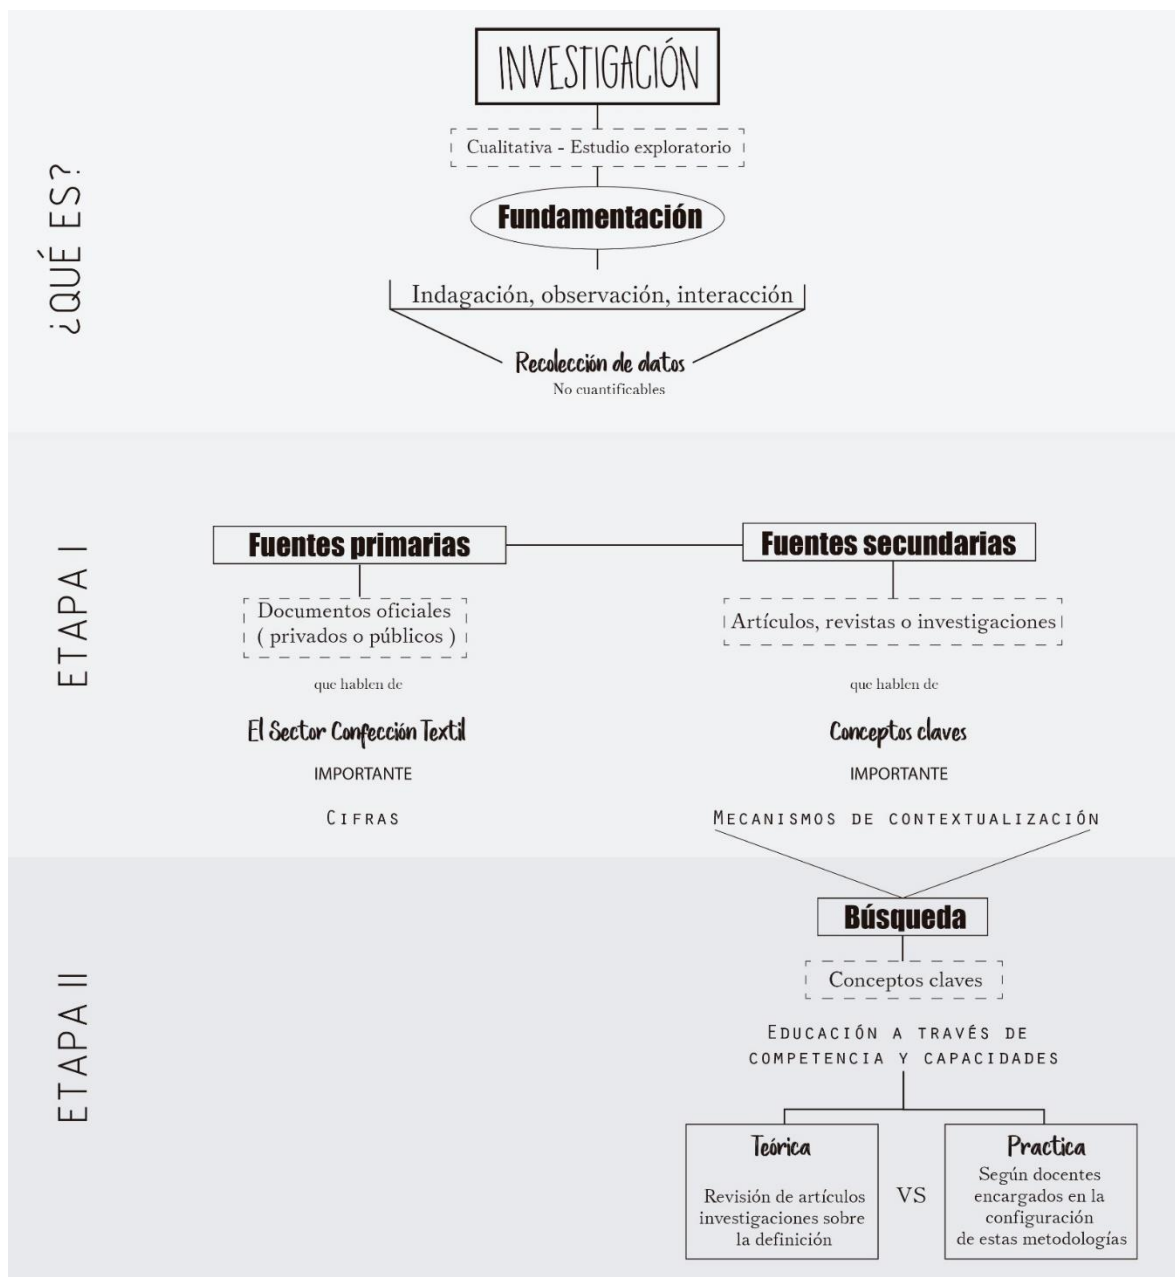 ¿QUÉ ES?
INVESTIGACIÓN
Cualitativa - Estudio exploratorio
Fundamentación
Indagación, observación, interacción
Recolección de datos
No cuantificables
ETAPA I
Fuentes primarias
Documentos oficiales
( privados o públicos )
que hablen de
El Sector Confección Textil
IMPORTANTE
CIFRAS
Fuentes secundarias
Artículos, revistas o investigaciones
que hablen de
Conceptos claves
IMPORTANTE
MECANISMOS DE CONTEXTUALIZACIÓN
ETAPA II
Búsqueda
Conceptos claves
EDUCACIÓN A TRAVÉS DE
COMPETENCIA Y CAPACIDADES
Teórica
Revisión de artículos
investigaciones sobre
la definición
VS
Practica
Según docentes
encargados en la
configuración
de estas metodologías